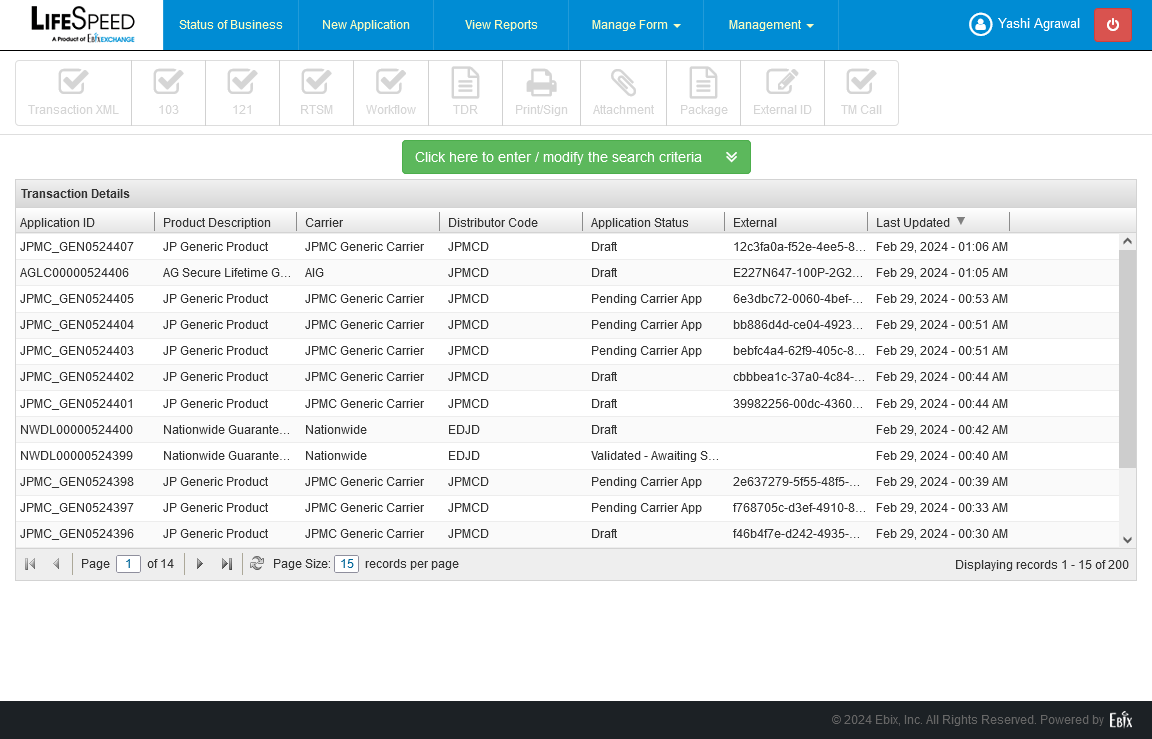 LIFESPEED
A Product of Ebix EXCHANGE
Status of Business
New Application
View Reports
Manage Form
Management
Yashi Agrawal
Transaction XML
103
121
RTSM
Workflow
TDR
Print/Sign
Attachment
Package
External ID
TM Call
Click here to enter / modify the search criteria
Transaction Details
Application ID Product Description Carrier Distributor Code Application Status External Last Updated
JPMC_GEN0524407 JP Generic Product JPMC Generic Carrier JPMCD Draft 12c3fa0a-f52e-4ee5-8... Feb 29, 2024 - 01:06 AM
AGLC00000524406 AG Secure Lifetime G... AIG JPMCD Draft E227N647-100P-2G2... Feb 29, 2024 - 01:05 AM
JPMC_GEN0524405 JP Generic Product JPMC Generic Carrier JPMCD Pending Carrier App 6e3dbc72-0060-4bef-... Feb 29, 2024 - 00:53 AM
JPMC_GEN0524404 JP Generic Product JPMC Generic Carrier JPMCD Pending Carrier App bb886d4d-ce04-4923... Feb 29, 2024 - 00:51 AM
JPMC_GEN0524403 JP Generic Product JPMC Generic Carrier JPMCD Pending Carrier App bebfc4a4-62f9-405c-8... Feb 29, 2024 - 00:51 AM
JPMC_GEN0524402 JP Generic Product JPMC Generic Carrier JPMCD Draft cbbbea1c-37a0-4c84-... Feb 29, 2024 - 00:44 AM
JPMC_GEN0524401 JP Generic Product JPMC Generic Carrier JPMCD Draft 39982256-00dc-4360... Feb 29, 2024 - 00:44 AM
NWDL00000524400 Nationwide Guarante... Nationwide EDJD Draft Feb 29, 2024 - 00:42 AM
NWDL00000524399 Nationwide Guarante... Nationwide EDJD Validated - Awaiting S... Feb 29, 2024 - 00:40 AM
JPMC_GEN0524398 JP Generic Product JPMC Generic Carrier JPMCD Pending Carrier App 2e637279-5f55-48f5-... Feb 29, 2024 - 00:39 AM
JPMC_GEN0524397 JP Generic Product JPMC Generic Carrier JPMCD Pending Carrier App f768705c-d3ef-4910-8... Feb 29, 2024 - 00:33 AM
JPMC_GEN0524396 JP Generic Product JPMC Generic Carrier JPMCD Draft f46b4f7e-d242-4935-... Feb 29, 2024 - 00:30 AM
Page 1 of 14 Page Size: 15 records per page Displaying records 1 - 15 of 200
© 2024 Ebix, Inc. All Rights Reserved. Powered by Ebix